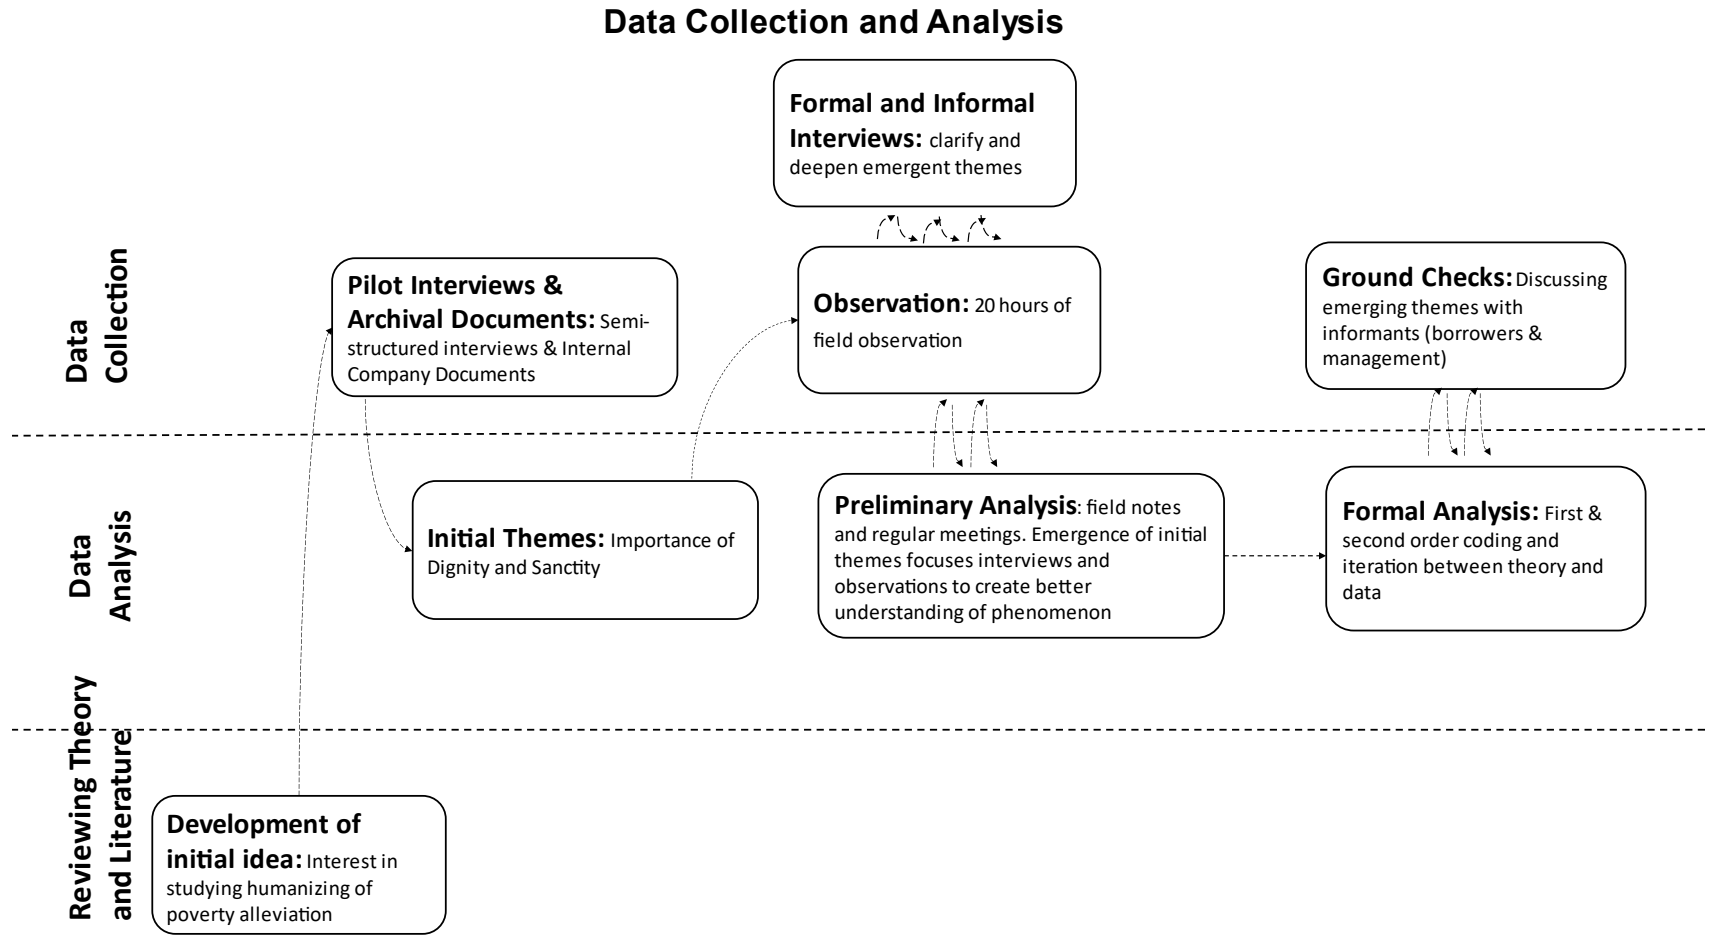 Data Collection and Analysis
Formal and Informal
Interviews: clarify and
deepen emergent themes
Data
Collection
Pilot Interviews &
Archival Documents: Semi-
structured interviews & Internal
Company Documents
Observation: 20 hours of
field observation
Ground Checks: Discussing
emerging themes with
informants (borrowers &
management)
Data
Analysis
Initial Themes: Importance of
Dignity and Sanctity
Preliminary Analysis: field notes
and regular meetings. Emergence of initial
themes focuses interviews and
observations to create better
understanding of phenomenon
Formal Analysis: First &
second order coding and
iteration between theory and
data
Reviewing Theory
and Literature
Development of
initial idea: Interest in
studying humanizing of
poverty alleviation